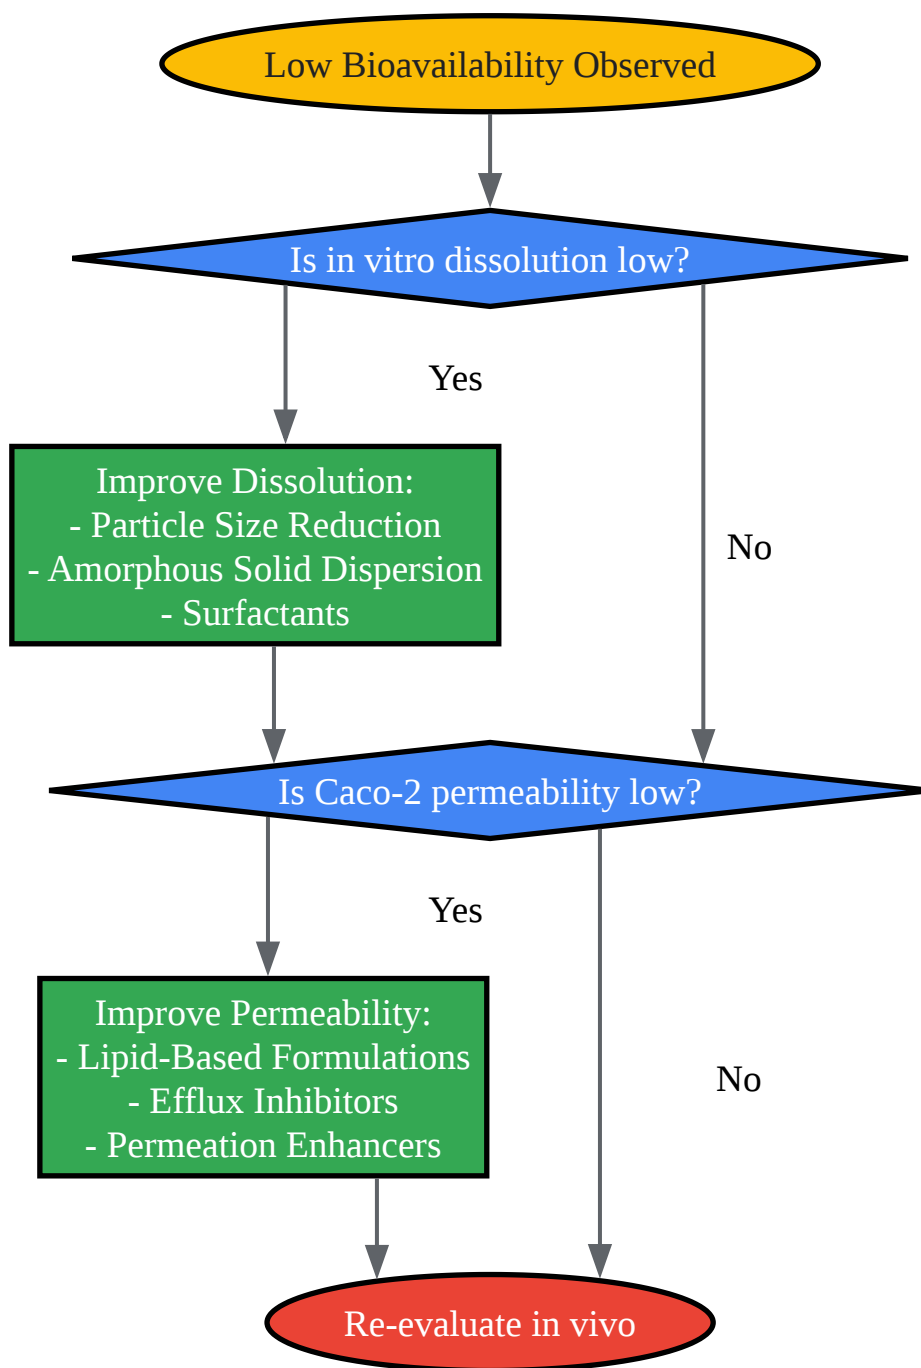 Low Bioavailability Observed
Is in vitro dissolution low?
Yes
Improve Dissolution:
- Particle Size Reduction
- Amorphous Solid Dispersion
- Surfactants
No
Is Caco-2 permeability low?
Yes
Improve Permeability:
- Lipid-Based Formulations
- Efflux Inhibitors
- Permeation Enhancers
No
Re-evaluate in vivo